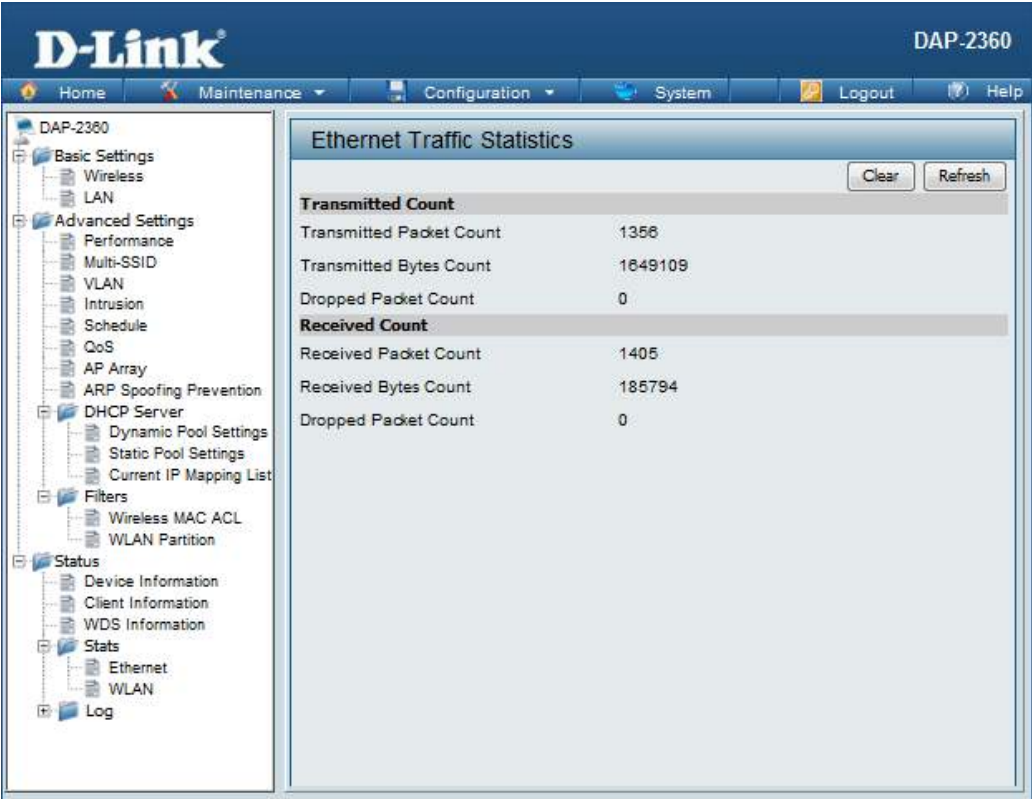 D-Link
DAP-2360
Home Maintenance Configuration System Logout Help
DAP-2360
Basic Settings
Wireless
LAN
Advanced Settings
Performance
Multi-SSID
VLAN
Intrusion
Schedule
QoS
AP Array
ARP Spoofing Prevention
DHCP Server
Dynamic Pool Settings
Static Pool Settings
Current IP Mapping List
Filters
Wireless MAC ACL
WLAN Partition
Status
Device Information
Client Information
WDS Information
Stats
Ethernet
WLAN
Log
Ethernet Traffic Statistics
Clear Refresh
Transmitted Count
Transmitted Packet Count 1356
Transmitted Bytes Count 1649109
Dropped Packet Count 0
Received Count
Received Packet Count 1405
Received Bytes Count 185794
Dropped Packet Count 0